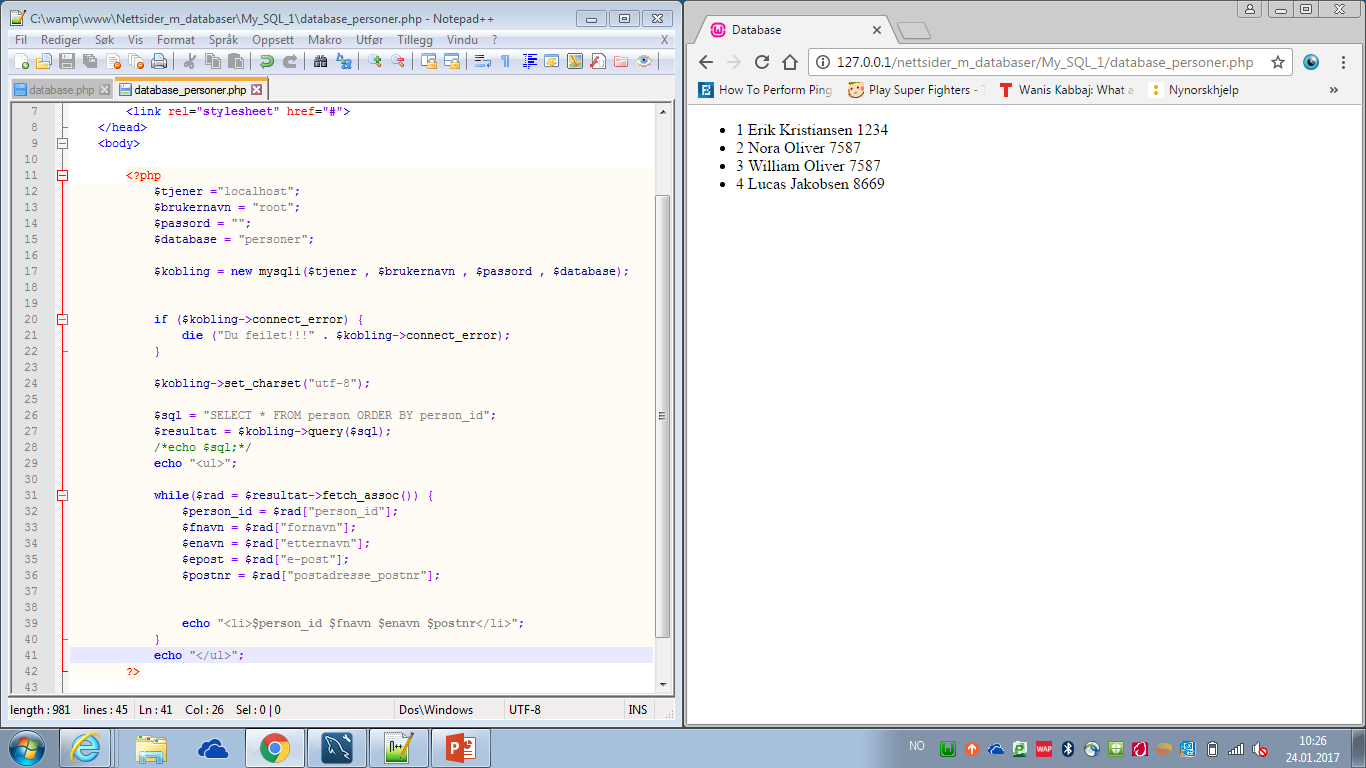 C:\wamp\www\Nettsider_m_databaser\My_SQL_1\database_personer.php - Notepad++
Fil Rediger Søk Vis Format Språk Oppsett Makro Utfør Tillegg Vindu ? X
database.php database_personer.php
7 <link rel="stylesheet" href="#">
8 </head>
9 <body>
10
11 <?php
12 $tjener ="localhost";
13 $brukernavn = "root";
14 $passord = "";
15 $database = "personer";
16
17 $kobling = new mysqli($tjener , $brukernavn , $passord , $database);
18
19
20 if ($kobling->connect_error) {
21 die ("Du feilet!!!" . $kobling->connect_error);
22 }
23
24 $kobling->set_charset("utf-8");
25
26 $sql = "SELECT * FROM person ORDER BY person_id";
27 $resultat = $kobling->query($sql);
28 /*echo $sql;*/
29 echo "<ul>";
30
31 while($rad = $resultat->fetch_assoc()) {
32 $person_id = $rad["person_id"];
33 $fnavn = $rad["fornavn"];
34 $enavn = $rad["etternavn"];
35 $epost = $rad["e-post"];
36 $postnr = $rad["postadresse_postnr"];
37
38
39 echo "<li>$person_id $fnavn $enavn $postnr</li>";
40 }
41 echo "</ul>";
42 ?>
43
length : 981 lines : 45 Ln : 41 Col : 26 Sel : 0 | 0 Dos\Windows UTF-8 INS
Database
127.0.0.1/nettsider_m_databaser/My_SQL_1/database_personer.php
How To Perform Ping Play Super Fighters - Wanis Kabbaj: What a Nynorskhjelp »
1 Erik Kristiansen 1234
2 Nora Oliver 7587
3 William Oliver 7587
4 Lucas Jakobsen 8669
NO WAP 10:26
24.01.2017